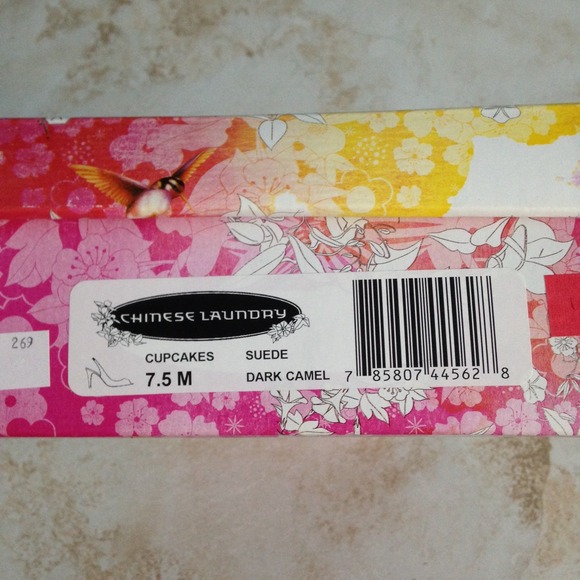 CHINESE LAUNDRY
CUPCAKES SUEDE
7.5 M DARK CAMEL
7 85807 44562 8
269